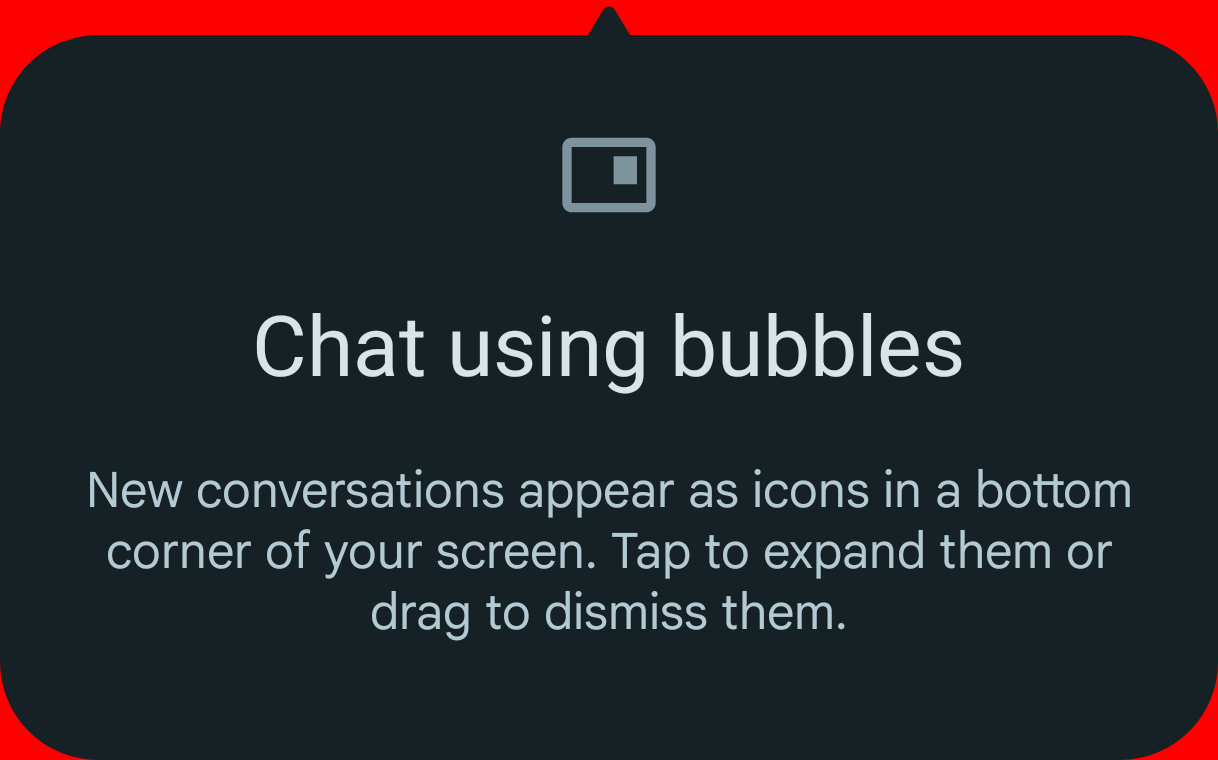 Chat using bubbles
New conversations appear as icons in a bottom
corner of your screen. Tap to expand them or
drag to dismiss them.